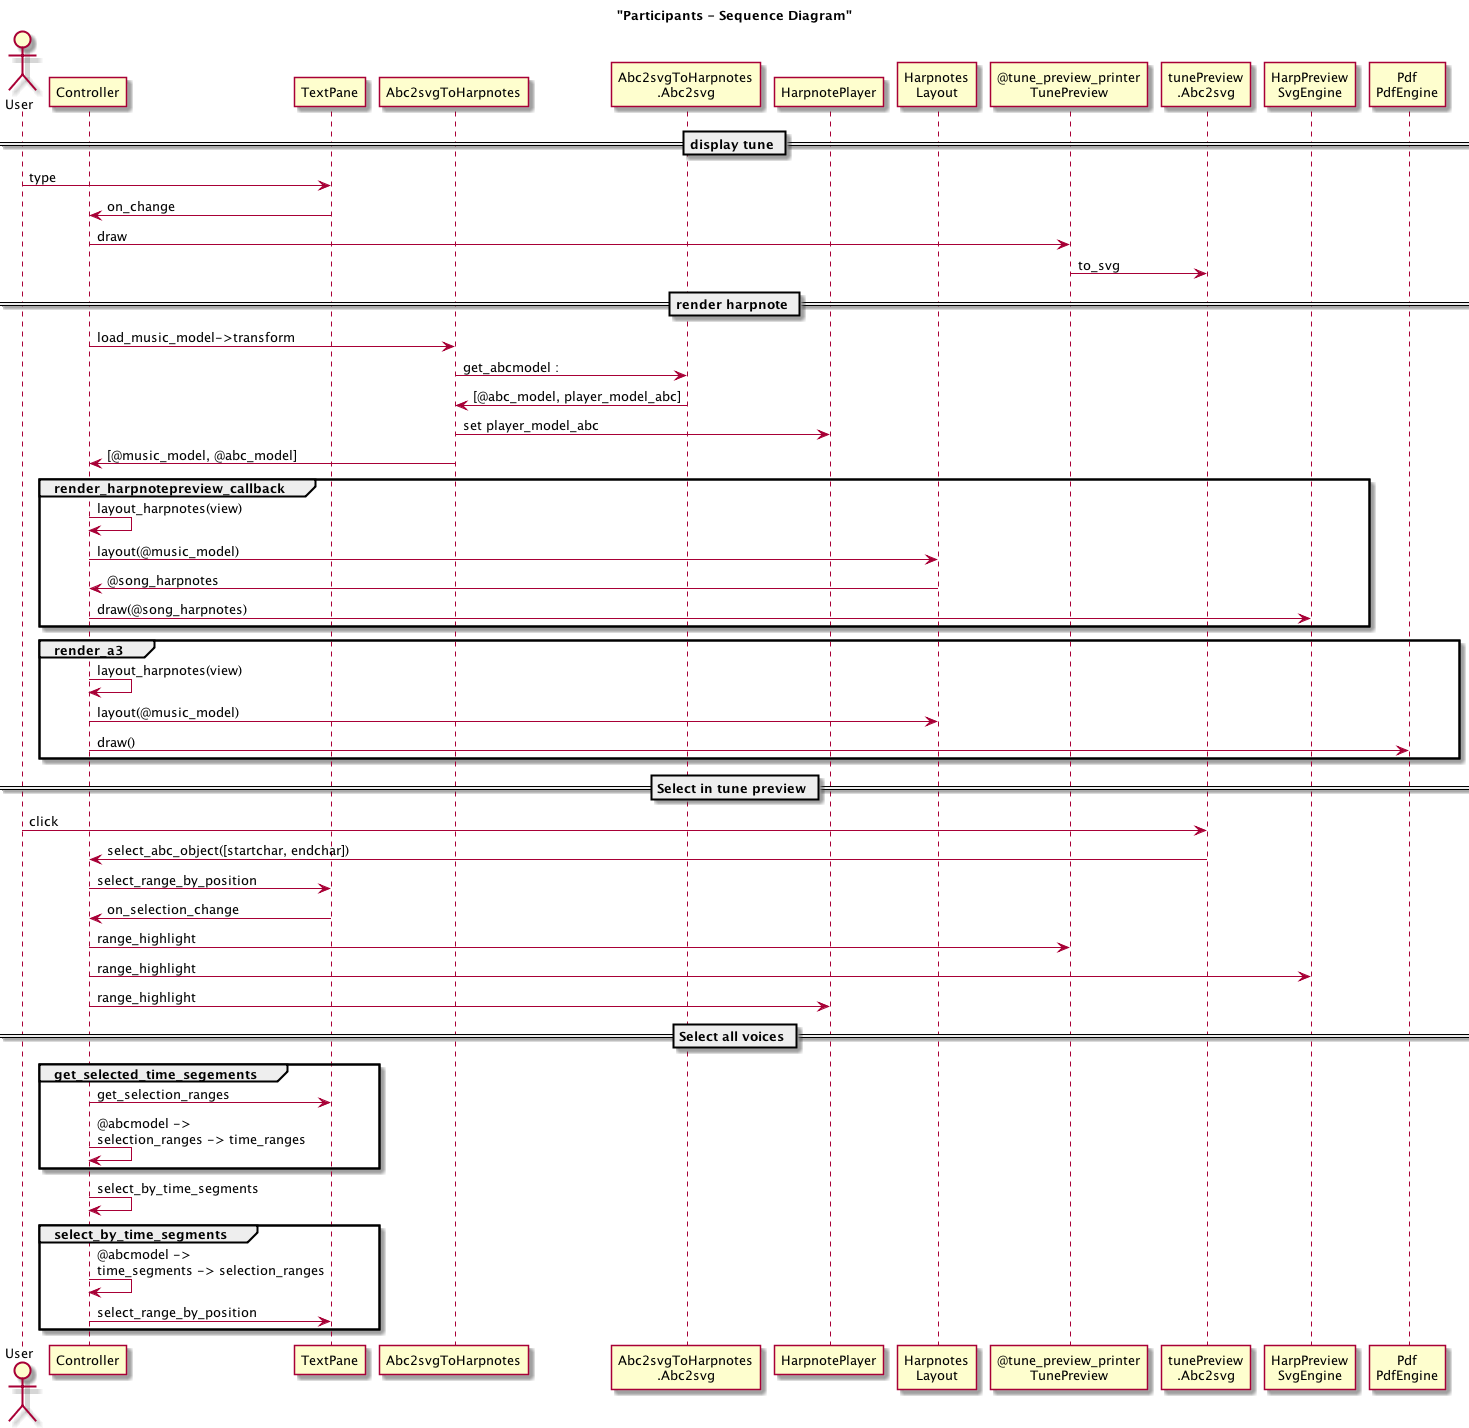 "Participants - Sequence Diagram"
User
Controller
TextPane
Abc2svgToHarpnotes
Abc2svgToHarpnotes
.Abc2svg
HarpnotePlayer
Harpnotes
Layout
@tune_preview_printer
TunePreview
tunePreview
.Abc2svg
HarpPreview
SvgEngine
Pdf
PdfEngine
display tune
type
on_change
draw
to_svg
render harpnote
load_music_model->transform
get_abcmodel :
[@abc_model, player_model_abc]
set player_model_abc
[@music_model, @abc_model]
render_harpnotepreview_callback
layout_harpnotes(view)
layout(@music_model)
@song_harpnotes
draw(@song_harpnotes)
render_a3
layout_harpnotes(view)
layout(@music_model)
draw()
Select in tune preview
click
select_abc_object([startchar, endchar])
select_range_by_position
on_selection_change
range_highlight
range_highlight
range_highlight
Select all voices
get_selected_time_segements
get_selection_ranges
@abcmodel ->
selection_ranges -> time_ranges
select_by_time_segments
select_by_time_segments
@abcmodel ->
time_segments -> selection_ranges
select_range_by_position
User
Controller
TextPane
Abc2svgToHarpnotes
Abc2svgToHarpnotes
.Abc2svg
HarpnotePlayer
Harpnotes
Layout
@tune_preview_printer
TunePreview
tunePreview
.Abc2svg
HarpPreview
SvgEngine
Pdf
PdfEngine